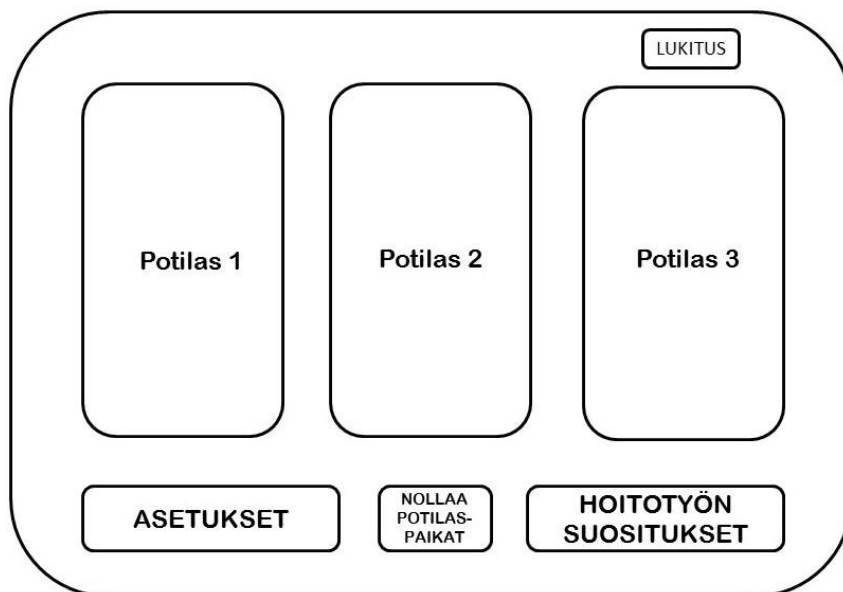 LUKITUS
Potilas 1
Potilas 2
Potilas 3
ASETUKSET
NOLLAA
POTILAS-
PAIKAT
HOITOTYÖN
SUOSITUKSET